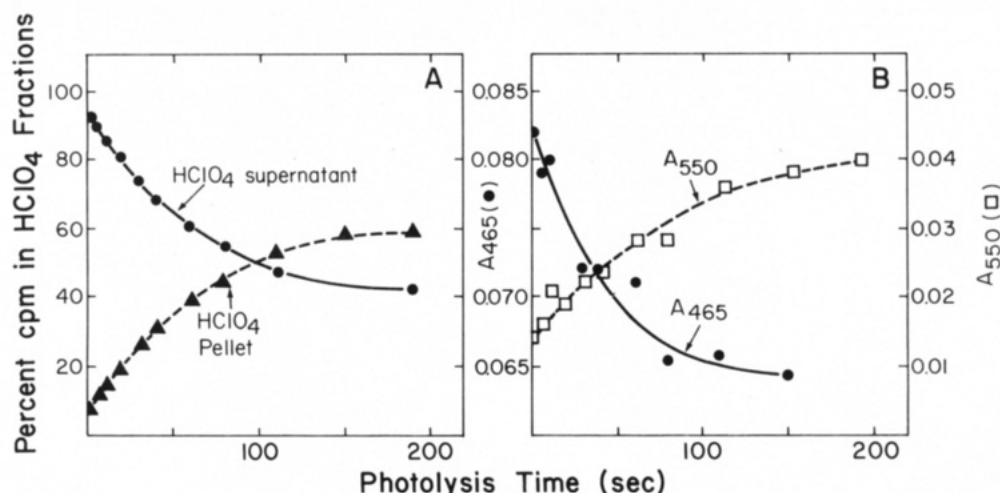 Percent cpm in HClO4 Fractions
100
80
60
40
20
A
HClO4 supernatant
HClO4
Pellet
100
200
A465(●)
0.085
0.080
0.070
0.065
B
A550
A465
100
200
0.05
0.04
0.03
0.02
0.01
A550(□)
Photolysis Time (sec)